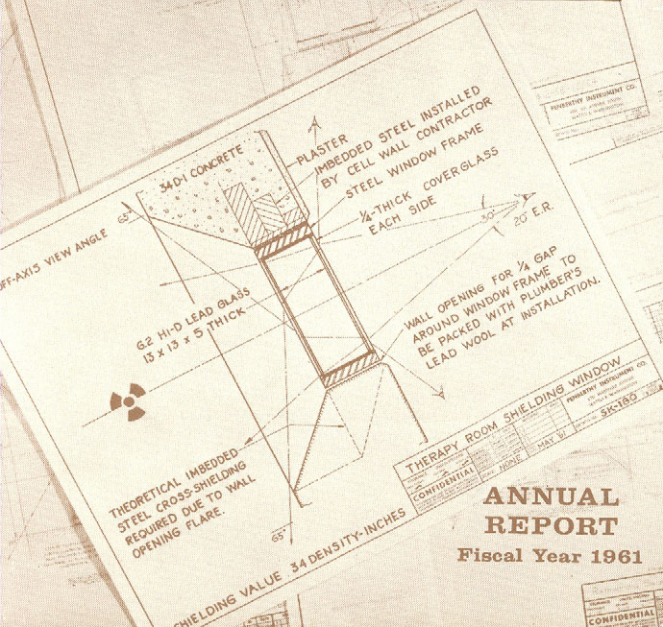 34 D-1 CONCRETE
PLASTER
IMBEDDED STEEL INSTALLED
BY CELL WALL CONTRACTOR
STEEL WINDOW FRAME
1/4-THICK COVERGLASS
EACH SIDE
65°
OFF-AXIS VIEW ANGLE
30°
20 E.R.
6.2 HI-D LEAD GLASS
13 x 13 x 5 THICK
WALL OPENING FOR 1/4 GAP
AROUND WINDOW FRAME TO
BE PACKED WITH PLUMBER'S
LEAD WOOL AT INSTALLATION.
THEORETICAL IMBEDDED
STEEL CROSS-SHIELDING
REQUIRED DUE TO WALL
OPENING FLARE.
65°
SHIELDING VALUE 34 DENSITY-INCHES
THERAPY ROOM SHIELDING WINDOW
PENBERTHY INSTRUMENT CO.
CONFIDENTIAL
NONE
MAY 61
SK-180
PENBERTHY INSTRUMENT CO.
ANNUAL
REPORT
Fiscal Year 1961
CONFIDENTIAL